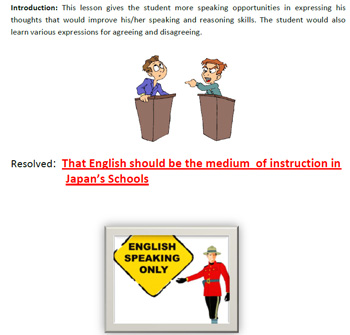 Introduction: This lesson gives the student more speaking opportunities in expressing his
thoughts that would improve his/her speaking and reasoning skills. The student would also
learn various expressions for agreeing and disagreeing.
Resolved: That English should be the medium of instruction in
Japan's Schools
ENGLISH
SPEAKING
ONLY